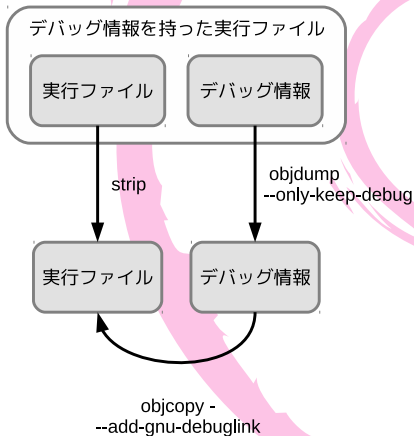 デバッグ情報を持った実行ファイル
実行ファイル
デバッグ情報
strip
objdump
--only-keep-debug
実行ファイル
デバッグ情報
objcopy -
--add-gnu-debuglink